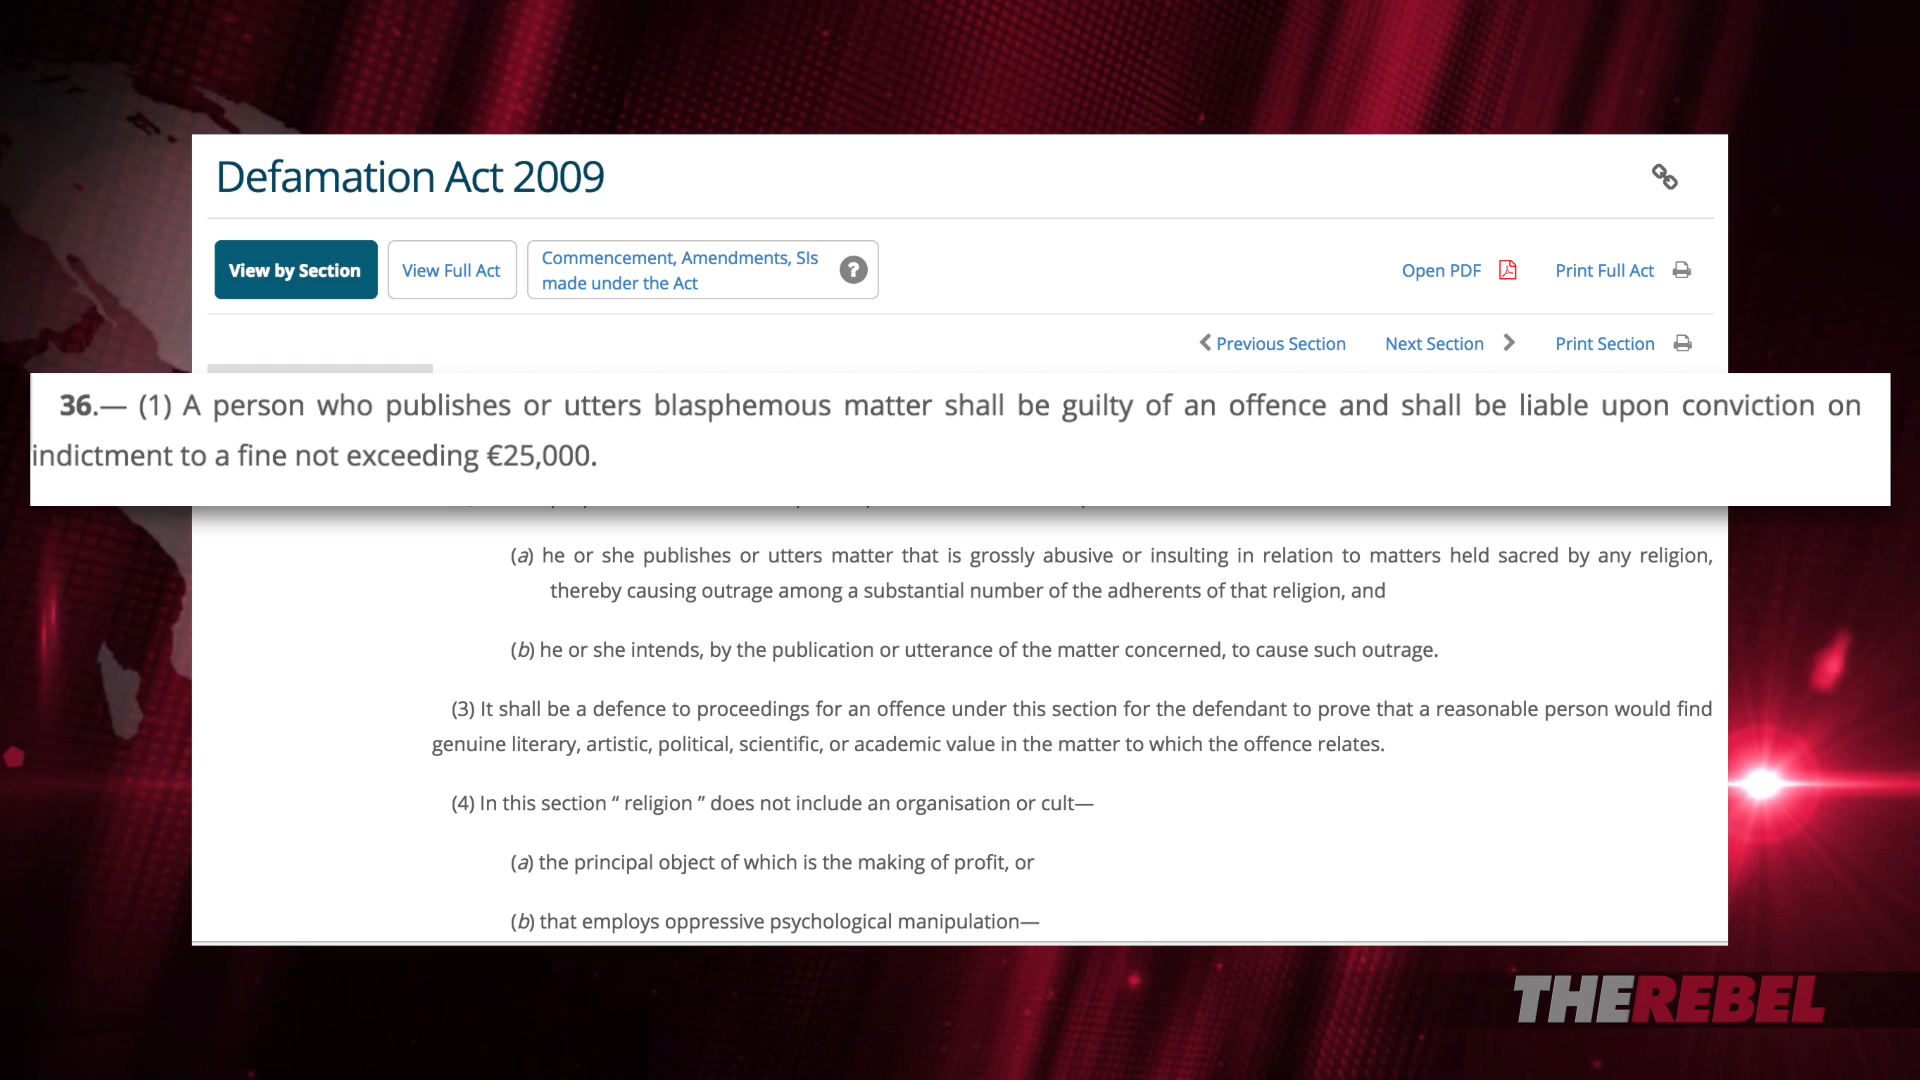 Defamation Act 2009
View by Section
View Full Act
Commencement, Amendments, SIs
made under the Act
?
Open PDF
Print Full Act
Previous Section
Next Section
Print Section
36.— (1) A person who publishes or utters blasphemous matter shall be guilty of an offence and shall be liable upon conviction on
indictment to a fine not exceeding €25,000.
(a) he or she publishes or utters matter that is grossly abusive or insulting in relation to matters held sacred by any religion,
thereby causing outrage among a substantial number of the adherents of that religion, and
(b) he or she intends, by the publication or utterance of the matter concerned, to cause such outrage.
(3) It shall be a defence to proceedings for an offence under this section for the defendant to prove that a reasonable person would find
genuine literary, artistic, political, scientific, or academic value in the matter to which the offence relates.
(4) In this section “ religion ” does not include an organisation or cult—
(a) the principal object of which is the making of profit, or
(b) that employs oppressive psychological manipulation—
THEREBEL